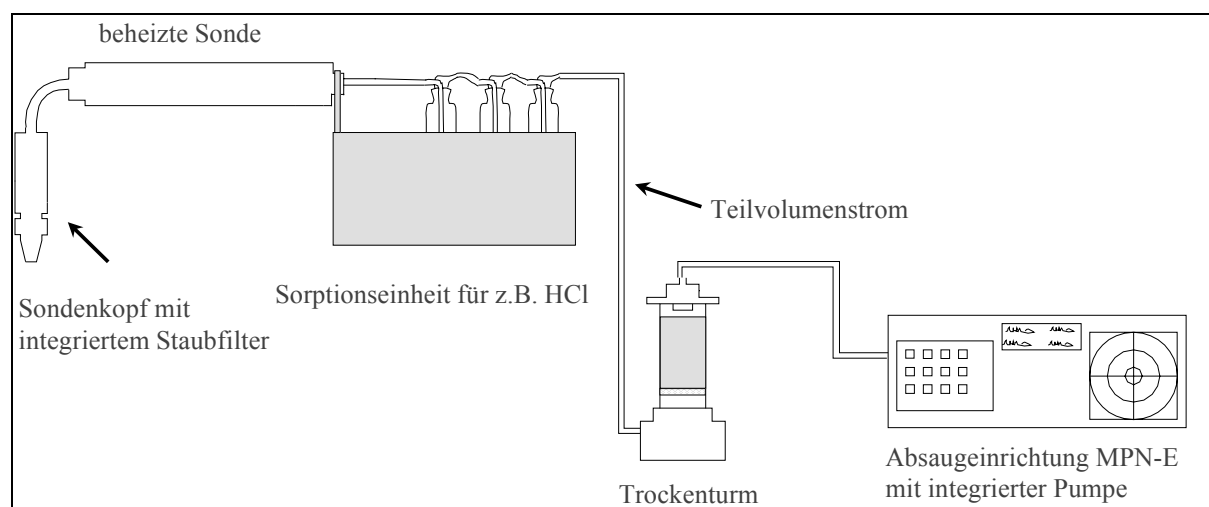 beheizte Sonde
Teilvolumenstrom
Sondenkopf mit
integriertem Staubfilter
Sorptionseinheit für z.B. HCl
Trockenturm
Absaugeinrichtung MPN-E
mit integrierter Pumpe